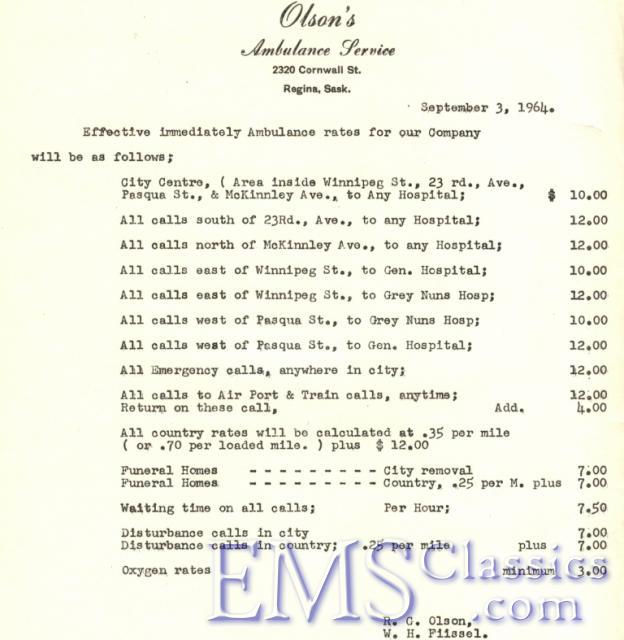 Olson's
Ambulance Service
2320 Cornwall St.
Regina, Sask.
September 3, 1964.
Effective immediately Ambulance rates for our Company
will be as follows;
City Centre, ( Area inside Winnipeg St., 23 rd., Ave.,
Pasqua St., & McKinnley Ave., to Any Hospital; $ 10.00
All calls south of 23Rd., Ave., to any Hospital; 12.00
All calls north of McKinnley Ave., to any Hospital; 12.00
All calls east of Winnipeg St., to Gen. Hospital; 10.00
All calls east of Winnipeg St., to Grey Nuns Hosp; 12.00
All calls west of Pasqua St., to Grey Nuns Hosp; 10.00
All calls west of Pasqua St., to Gen. Hospital; 12.00
All Emergency calls, anywhere in city; 12.00
All calls to Air Port & Train calls, anytime; 12.00
Return on these call, Add. 4.00
All country rates will be calculated at .35 per mile
( or .70 per loaded mile. ) plus $ 12.00
Funeral Homes - - - - - - - - - City removal 7.00
Funeral Homes - - - - - - - - - Country, .25 per M. plus 7.00
Waiting time on all calls; Per Hour; 7.50
Disturbance calls in city 7.00
Disturbance calls in country; .25 per mile plus 7.00
Oxygen rates minimum 3.00
EMS Classics
.com
R. C. Olson,
W. H. Fiissel.